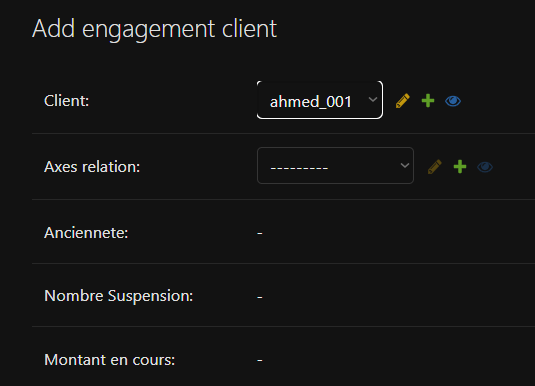 Add engagement client
Client: ahmed_001
Axes relation: ---------
Anciennete: -
Nombre Suspension: -
Montant en cours: -